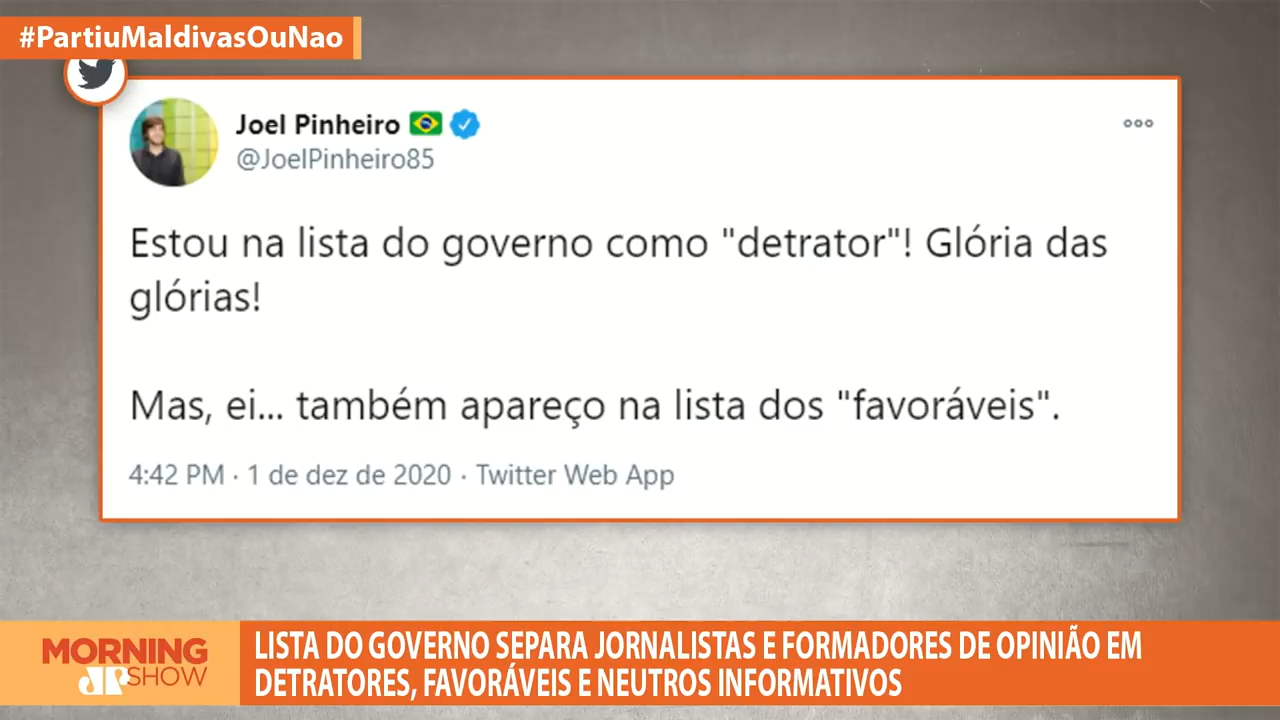 #PartiuMaldivasOuNao
Joel Pinheiro
@JoelPinheiro85
Estou na lista do governo como "detrator"! Glória das
glórias!
Mas, ei... também apareço na lista dos "favoráveis".
4:42 PM · 1 de dez de 2020 · Twitter Web App
MORNING
JP SHOW
LISTA DO GOVERNO SEPARA JORNALISTAS E FORMADORES DE OPINIÃO EM
DETRATORES, FAVORÁVEIS E NEUTROS INFORMATIVOS